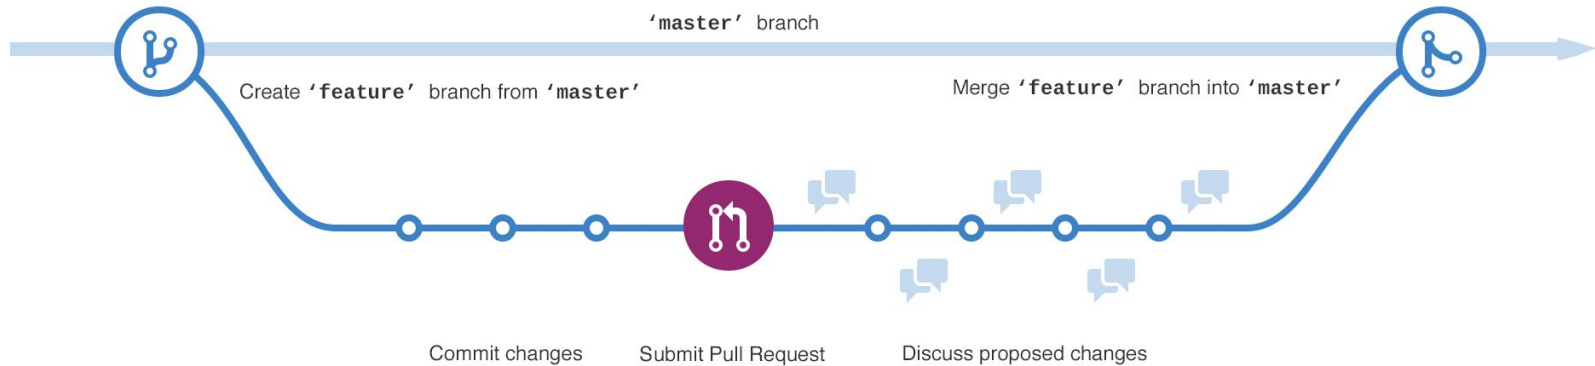 ‘master’ branch
Create ‘feature’ branch from ‘master’
Merge ‘feature’ branch into ‘master’
Commit changes
Submit Pull Request
Discuss proposed changes